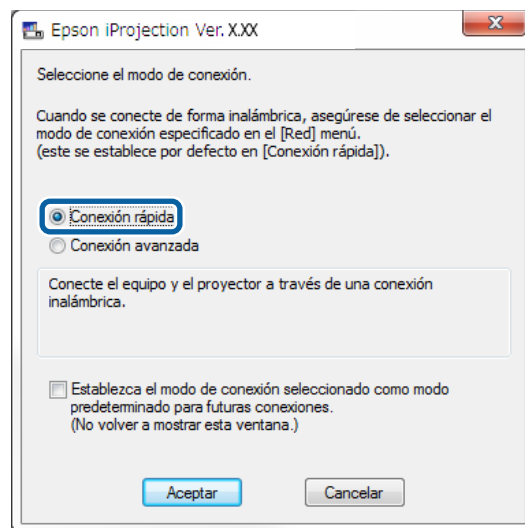 Epson iProjection Ver. X.XX
Seleccione el modo de conexión.
Cuando se conecte de forma inalámbrica, asegúrese de seleccionar el
modo de conexión especificado en el [Red] menú.
(este se establece por defecto en [Conexión rápida]).
Conexión rápida
Conexión avanzada
Conecte el equipo y el proyector a través de una conexión
inalámbrica.
Establezca el modo de conexión seleccionado como modo
predeterminado para futuras conexiones.
(No volver a mostrar esta ventana.)
Aceptar
Cancelar